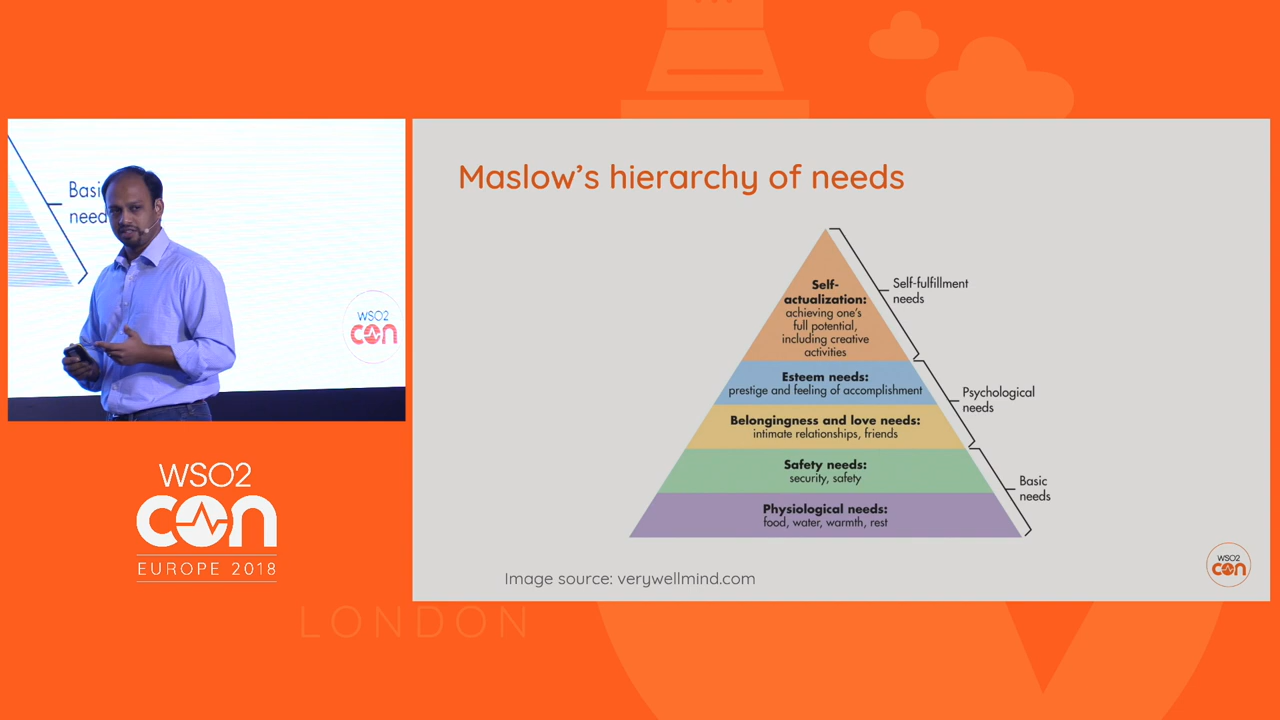 Basi
need
WSO2
con
WSO2
con
EUROPE 2018
LONDON
Maslow's hierarchy of needs
Self-
actualization:
achieving one's
full potential,
including creative
activities
Esteem needs:
prestige and feeling of accomplishment
Belongingness and love needs:
intimate relationships, friends
Safety needs:
security, safety
Physiological needs:
food, water, warmth, rest
Self-fulfillment
needs
Psychological
needs
Basic
needs
Image source: verywellmind.com
WSO2
con